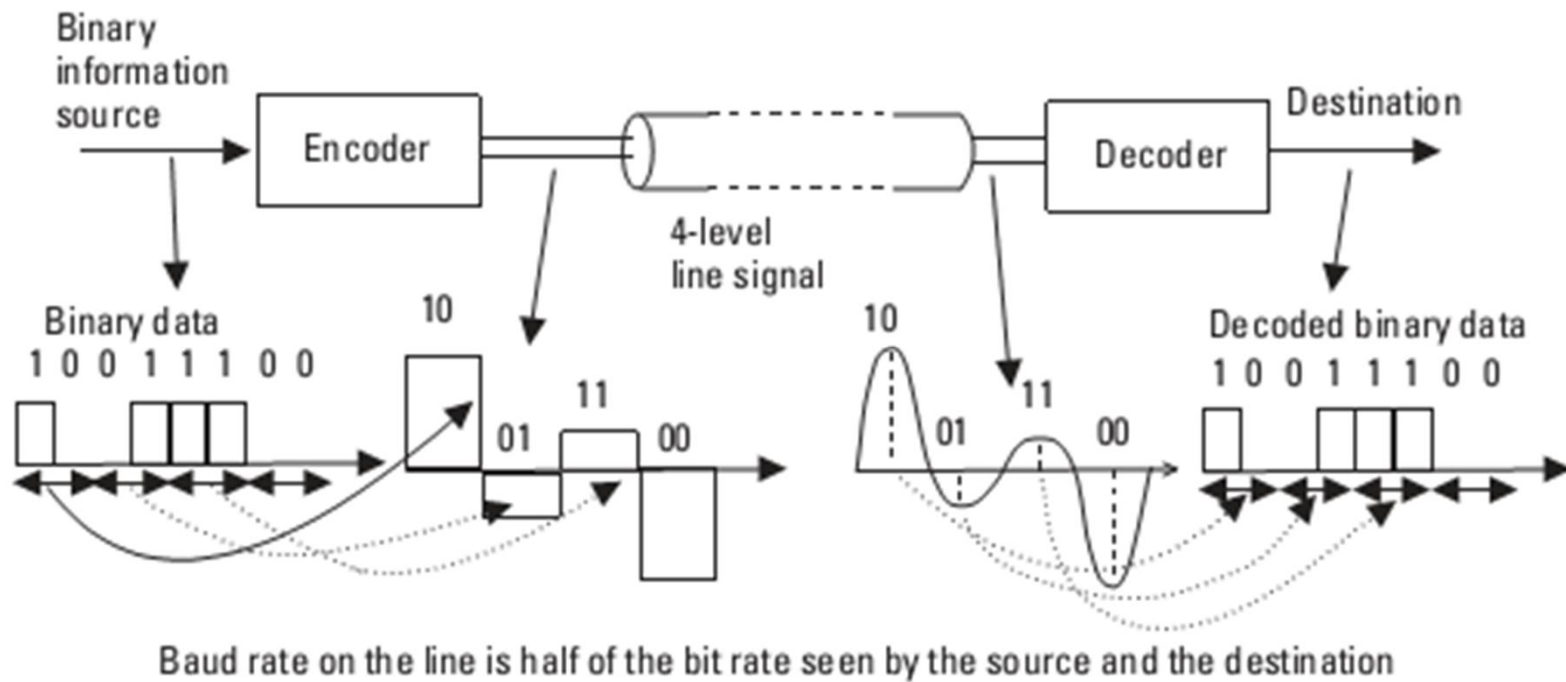 Binary
information
source
Encoder
Decoder
Destination
4-level
line signal
Binary data
1 0 0 1 1 1 0 0
10
01
11
00
10
01
11
00
Decoded binary data
1 0 0 1 1 1 0 0
Baud rate on the line is half of the bit rate seen by the source and the destination